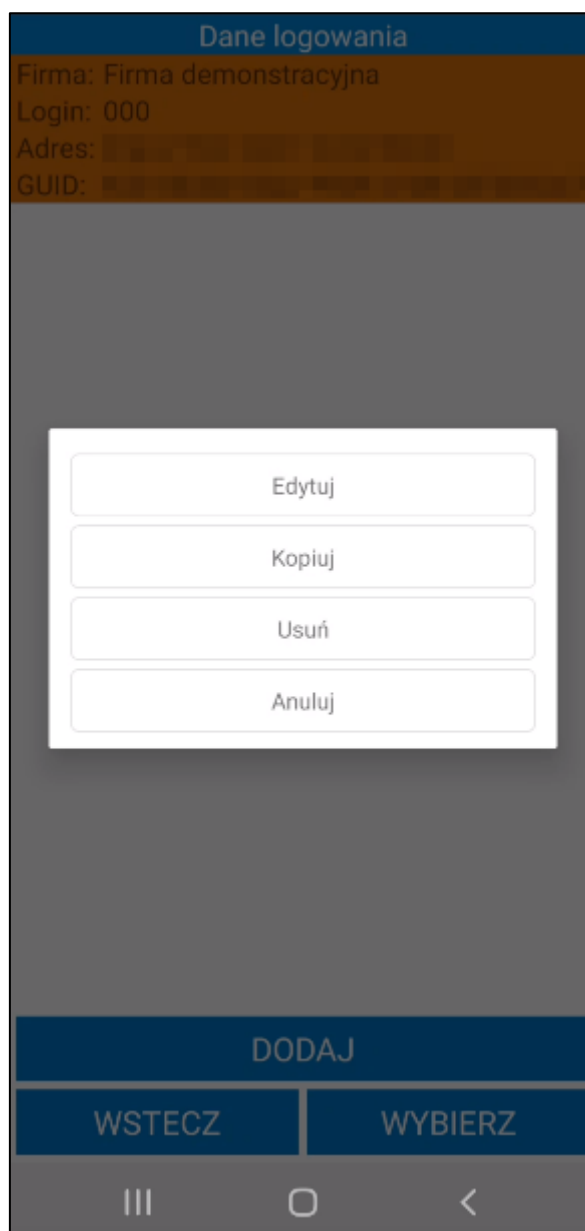 Dane logowania
Firma: Firma demonstracyjna
Login: 000
Adres:
GUID:
Edytuj
Kopiuj
Usuń
Anuluj
DODAJ
WSTECZ WYBIERZ